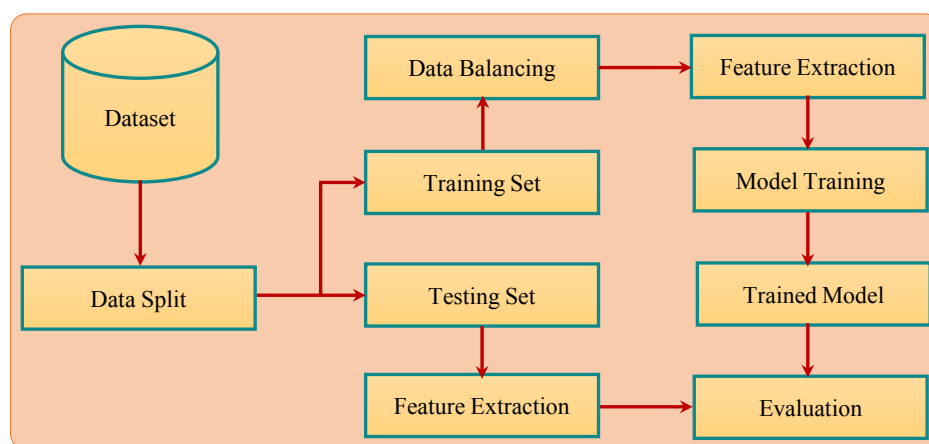 Dataset
Data Split
Data Balancing
Training Set
Testing Set
Feature Extraction
Feature Extraction
Model Training
Trained Model
Evaluation